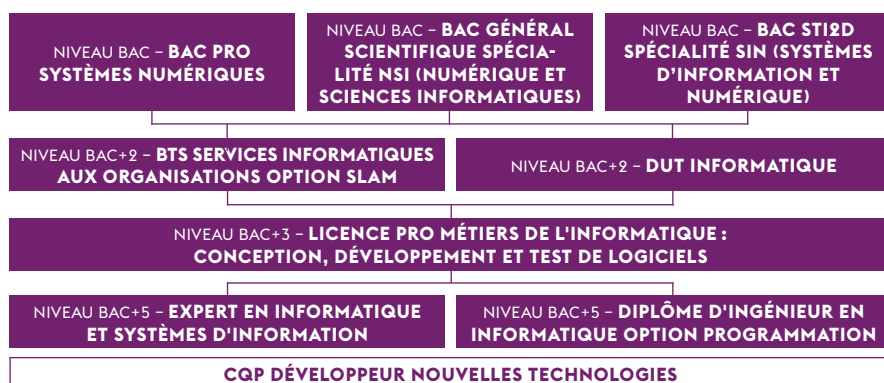 NIVEAU BAC – BAC PRO
SYSTÈMES NUMÉRIQUES
NIVEAU BAC – BAC GÉNÉRAL
SCIENTIFIQUE SPÉCIA-
LITÉ NSI (NUMÉRIQUE ET
SCIENCES INFORMATIQUES)
NIVEAU BAC – BAC STI2D
SPÉCIALITÉ SIN (SYSTÈMES
D’INFORMATION ET
NUMÉRIQUE)
NIVEAU BAC+2 – BTS SERVICES INFORMATIQUES
AUX ORGANISATIONS OPTION SLAM
NIVEAU BAC+2 – DUT INFORMATIQUE
NIVEAU BAC+3 – LICENCE PRO MÉTIERS DE L'INFORMATIQUE :
CONCEPTION, DÉVELOPPEMENT ET TEST DE LOGICIELS
NIVEAU BAC+5 – EXPERT EN INFORMATIQUE
ET SYSTÈMES D'INFORMATION
NIVEAU BAC+5 – DIPLÔME D'INGÉNIEUR EN
INFORMATIQUE OPTION PROGRAMMATION
CQP DÉVELOPPEUR NOUVELLES TECHNOLOGIES